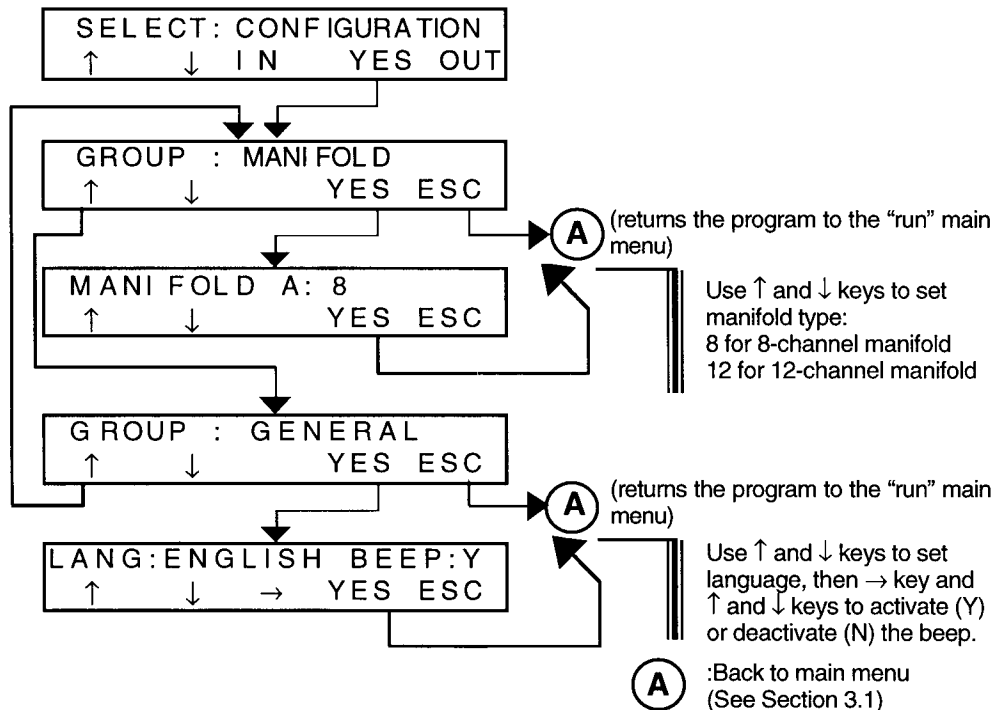 SELECT: CONFIGURATION
↑ ↓ IN YES OUT
GROUP : MANIFOLD
↑ ↓ YES ESC
A
(returns the program to the “run” main
menu)
MANIFOLD A: 8
↑ ↓ YES ESC
Use ↑ and ↓ keys to set
manifold type:
8 for 8-channel manifold
12 for 12-channel manifold
GROUP : GENERAL
↑ ↓ YES ESC
A
(returns the program to the “run” main
menu)
LANG:ENGLISH BEEP:Y
↑ ↓ → YES ESC
Use ↑ and ↓ keys to set
language, then → key and
↑ and ↓ keys to activate (Y)
or deactivate (N) the beep.
A :Back to main menu
(See Section 3.1)